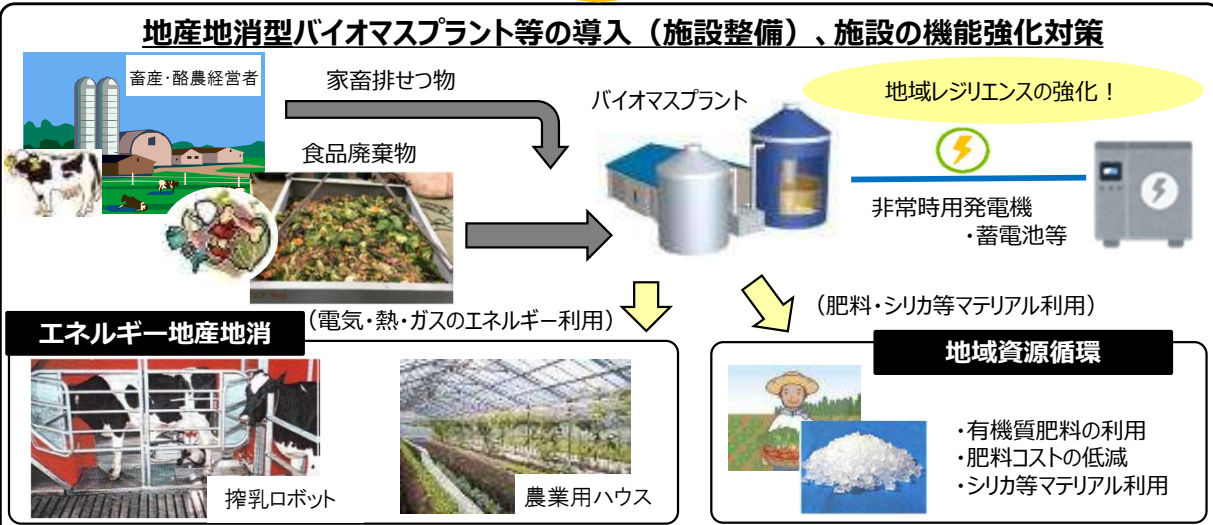 地産地消型バイオマスプラント等の導入（施設整備）、施設の機能強化対策
畜産・酪農経営者
家畜排せつ物
食品廃棄物
バイオマスプラント
地域レジリエンスの強化！
非常時用発電機
・蓄電池等
（電気・熱・ガスのエネルギー利用）
（肥料・シリカ等マテリアル利用）
エネルギー地産地消
搾乳ロボット
農業用ハウス
地域資源循環
・有機質肥料の利用
・肥料コストの低減
・シリカ等マテリアル利用